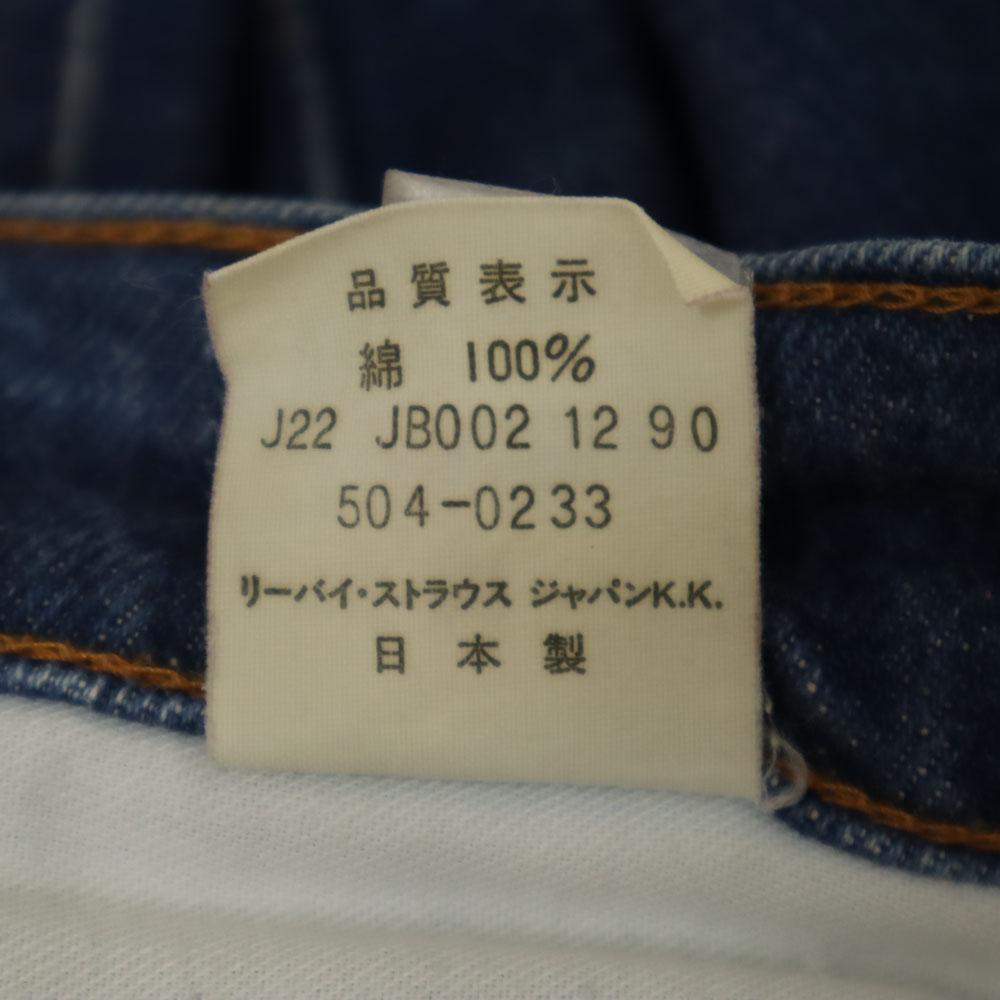 品質表示
綿 100%
J22 JB002 12 90
504-0233
リーバイ・ストラウス ジャパンK.K.
日本製